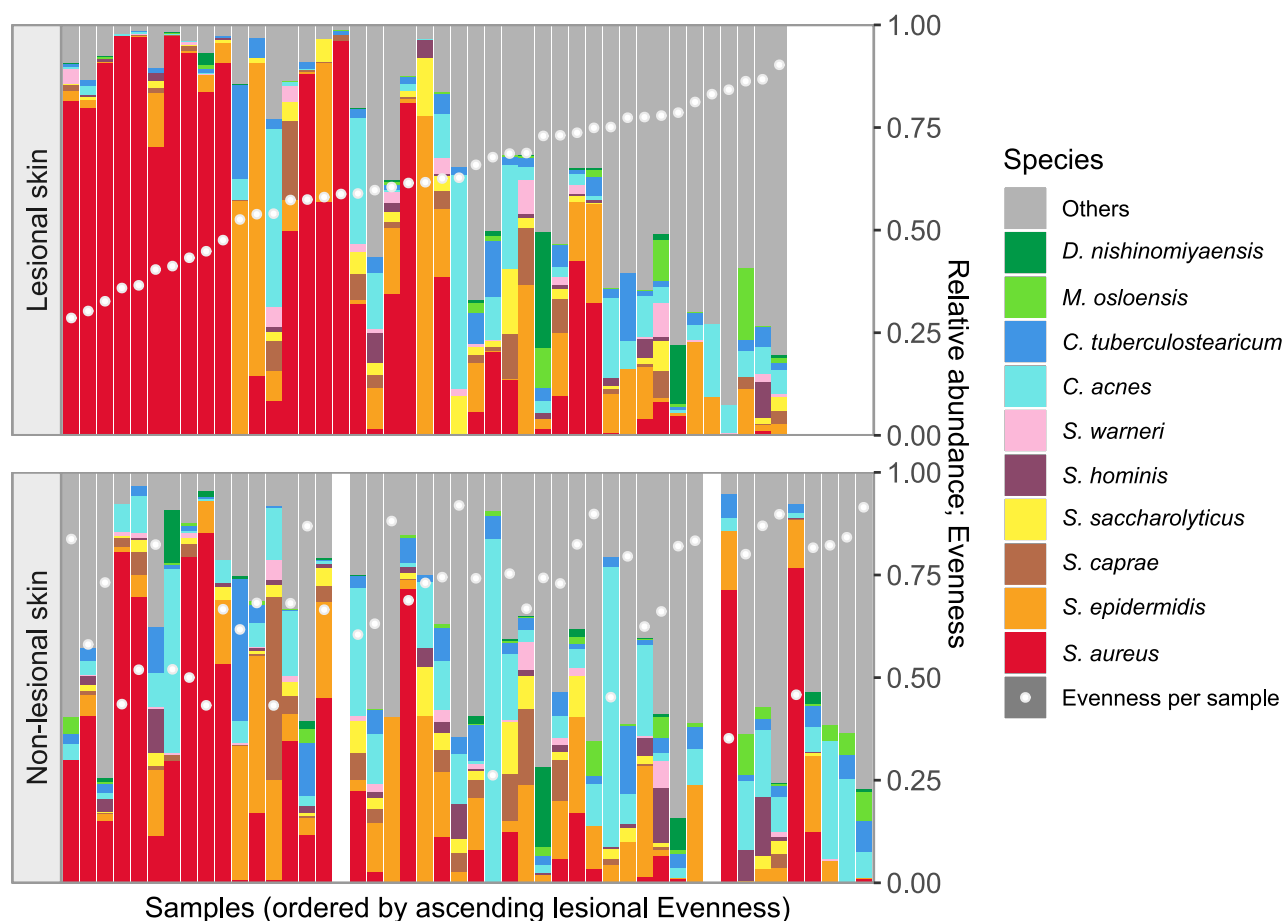 Lesional skin
1.00
0.75
0.50
0.25
0.00
Non-lesional skin
1.00
0.75
0.50
0.25
0.00
Relative abundance; Evenness
Samples (ordered by ascending lesional Evenness)
Species
Others
D. nishinomiyaensis
M. osloensis
C. tuberculostearicum
C. acnes
S. warneri
S. hominis
S. saccharolyticus
S. caprae
S. epidermidis
S. aureus
Evenness per sample